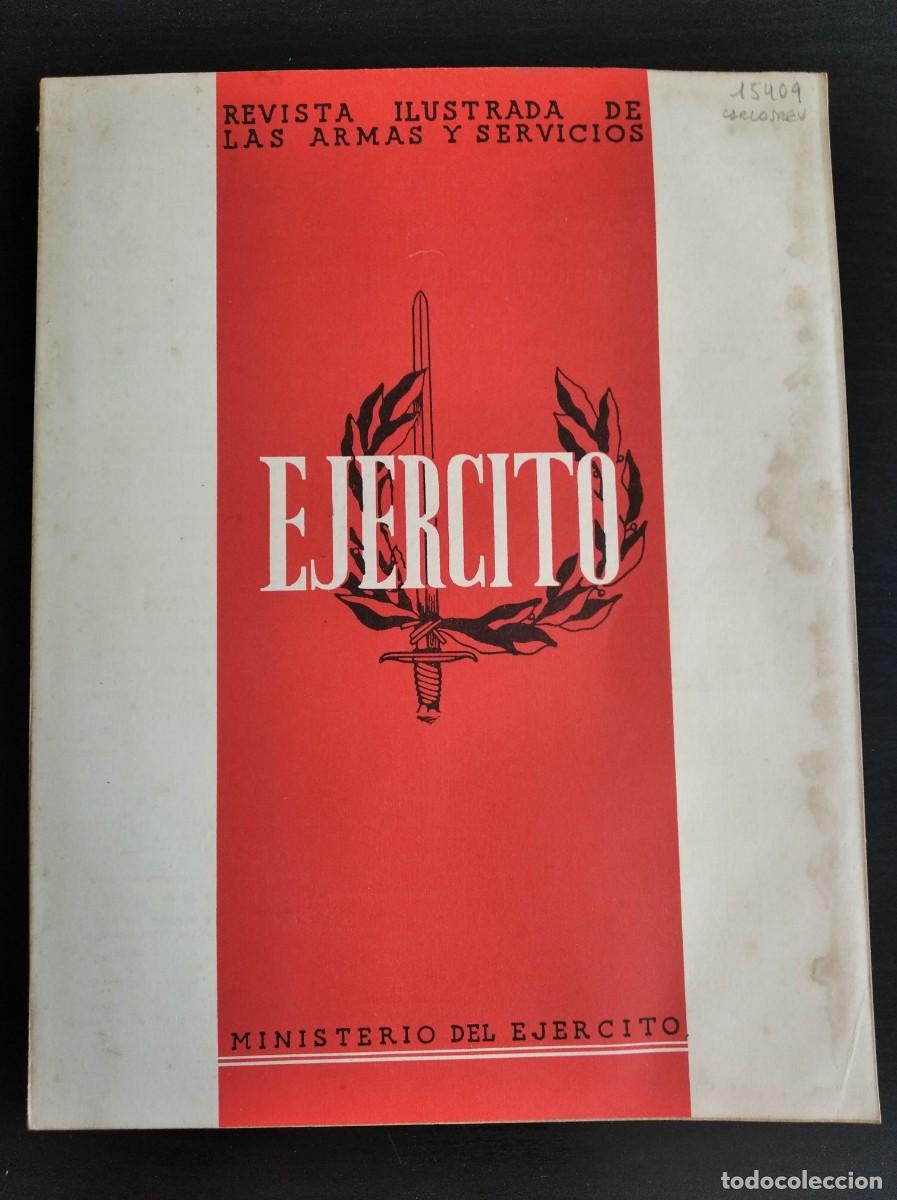 15409
REVISTA ILUSTRADA DE
LAS ARMAS Y SERVICIOS
EJERCITO
MINISTERIO DEL EJERCITO.
todocoleccion